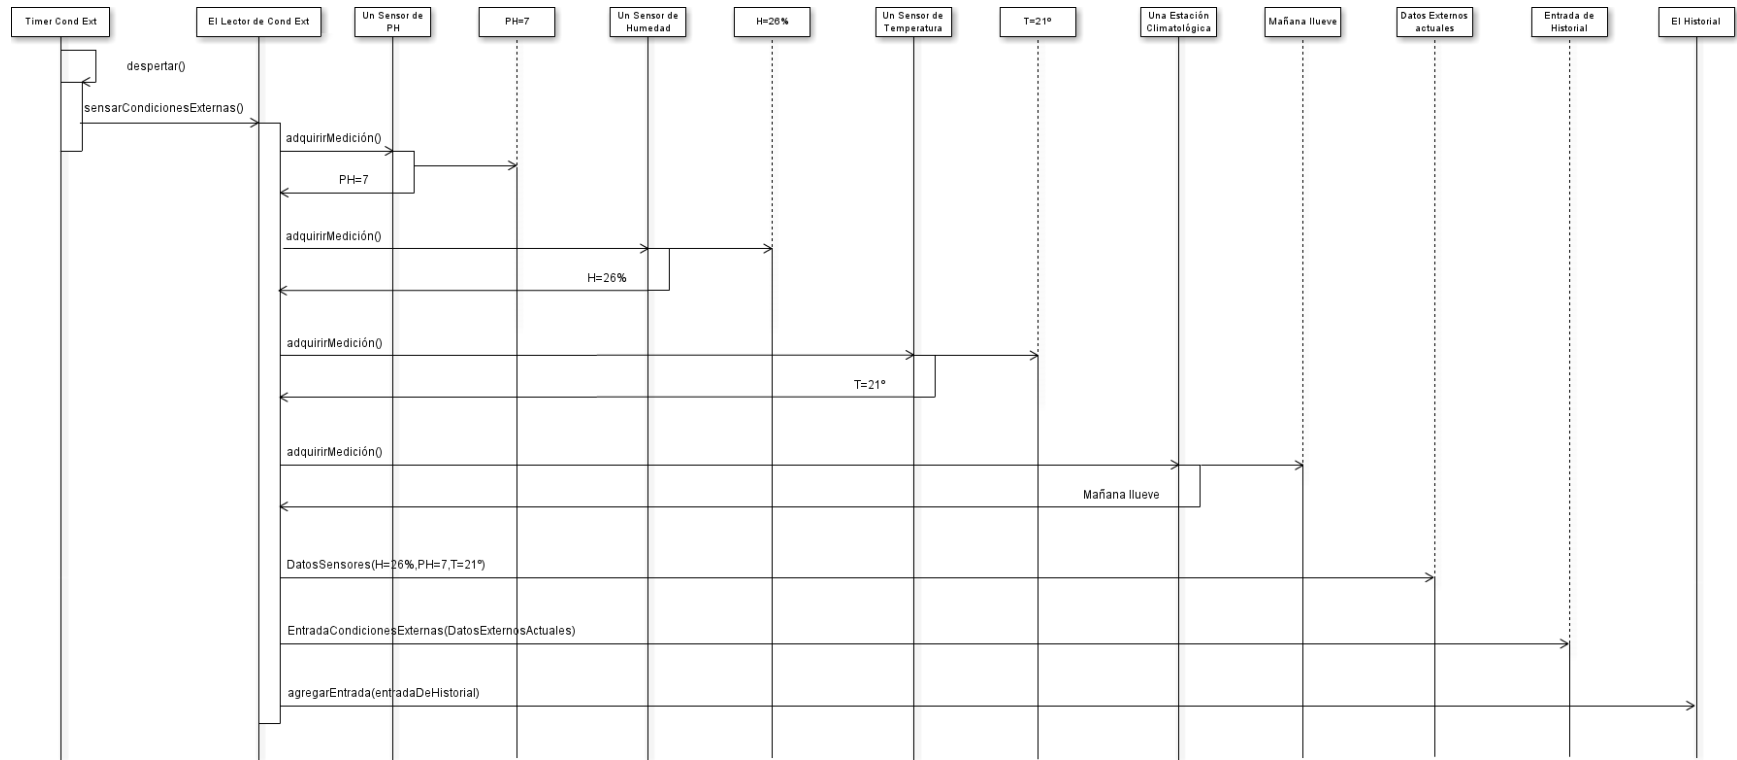 Timer Cond Ext
El Lector de Cond Ext
Un Sensor de
PH
PH=7
Un Sensor de
Humedad
H=26%
Un Sensor de
Temperatura
T=21º
Una Estación
Climatológica
Mañana llueve
Datos Externos
actuales
Entrada de
Historial
El Historial
despertar()
sensarCondicionesExternas()
adquirirMedición()
PH=7
adquirirMedición()
H=26%
adquirirMedición()
T=21º
adquirirMedición()
Mañana llueve
DatosSensores(H=26%,PH=7,T=21º)
EntradaCondicionesExternas(DatosExternosActuales)
agregarEntrada(entradaDeHistorial)